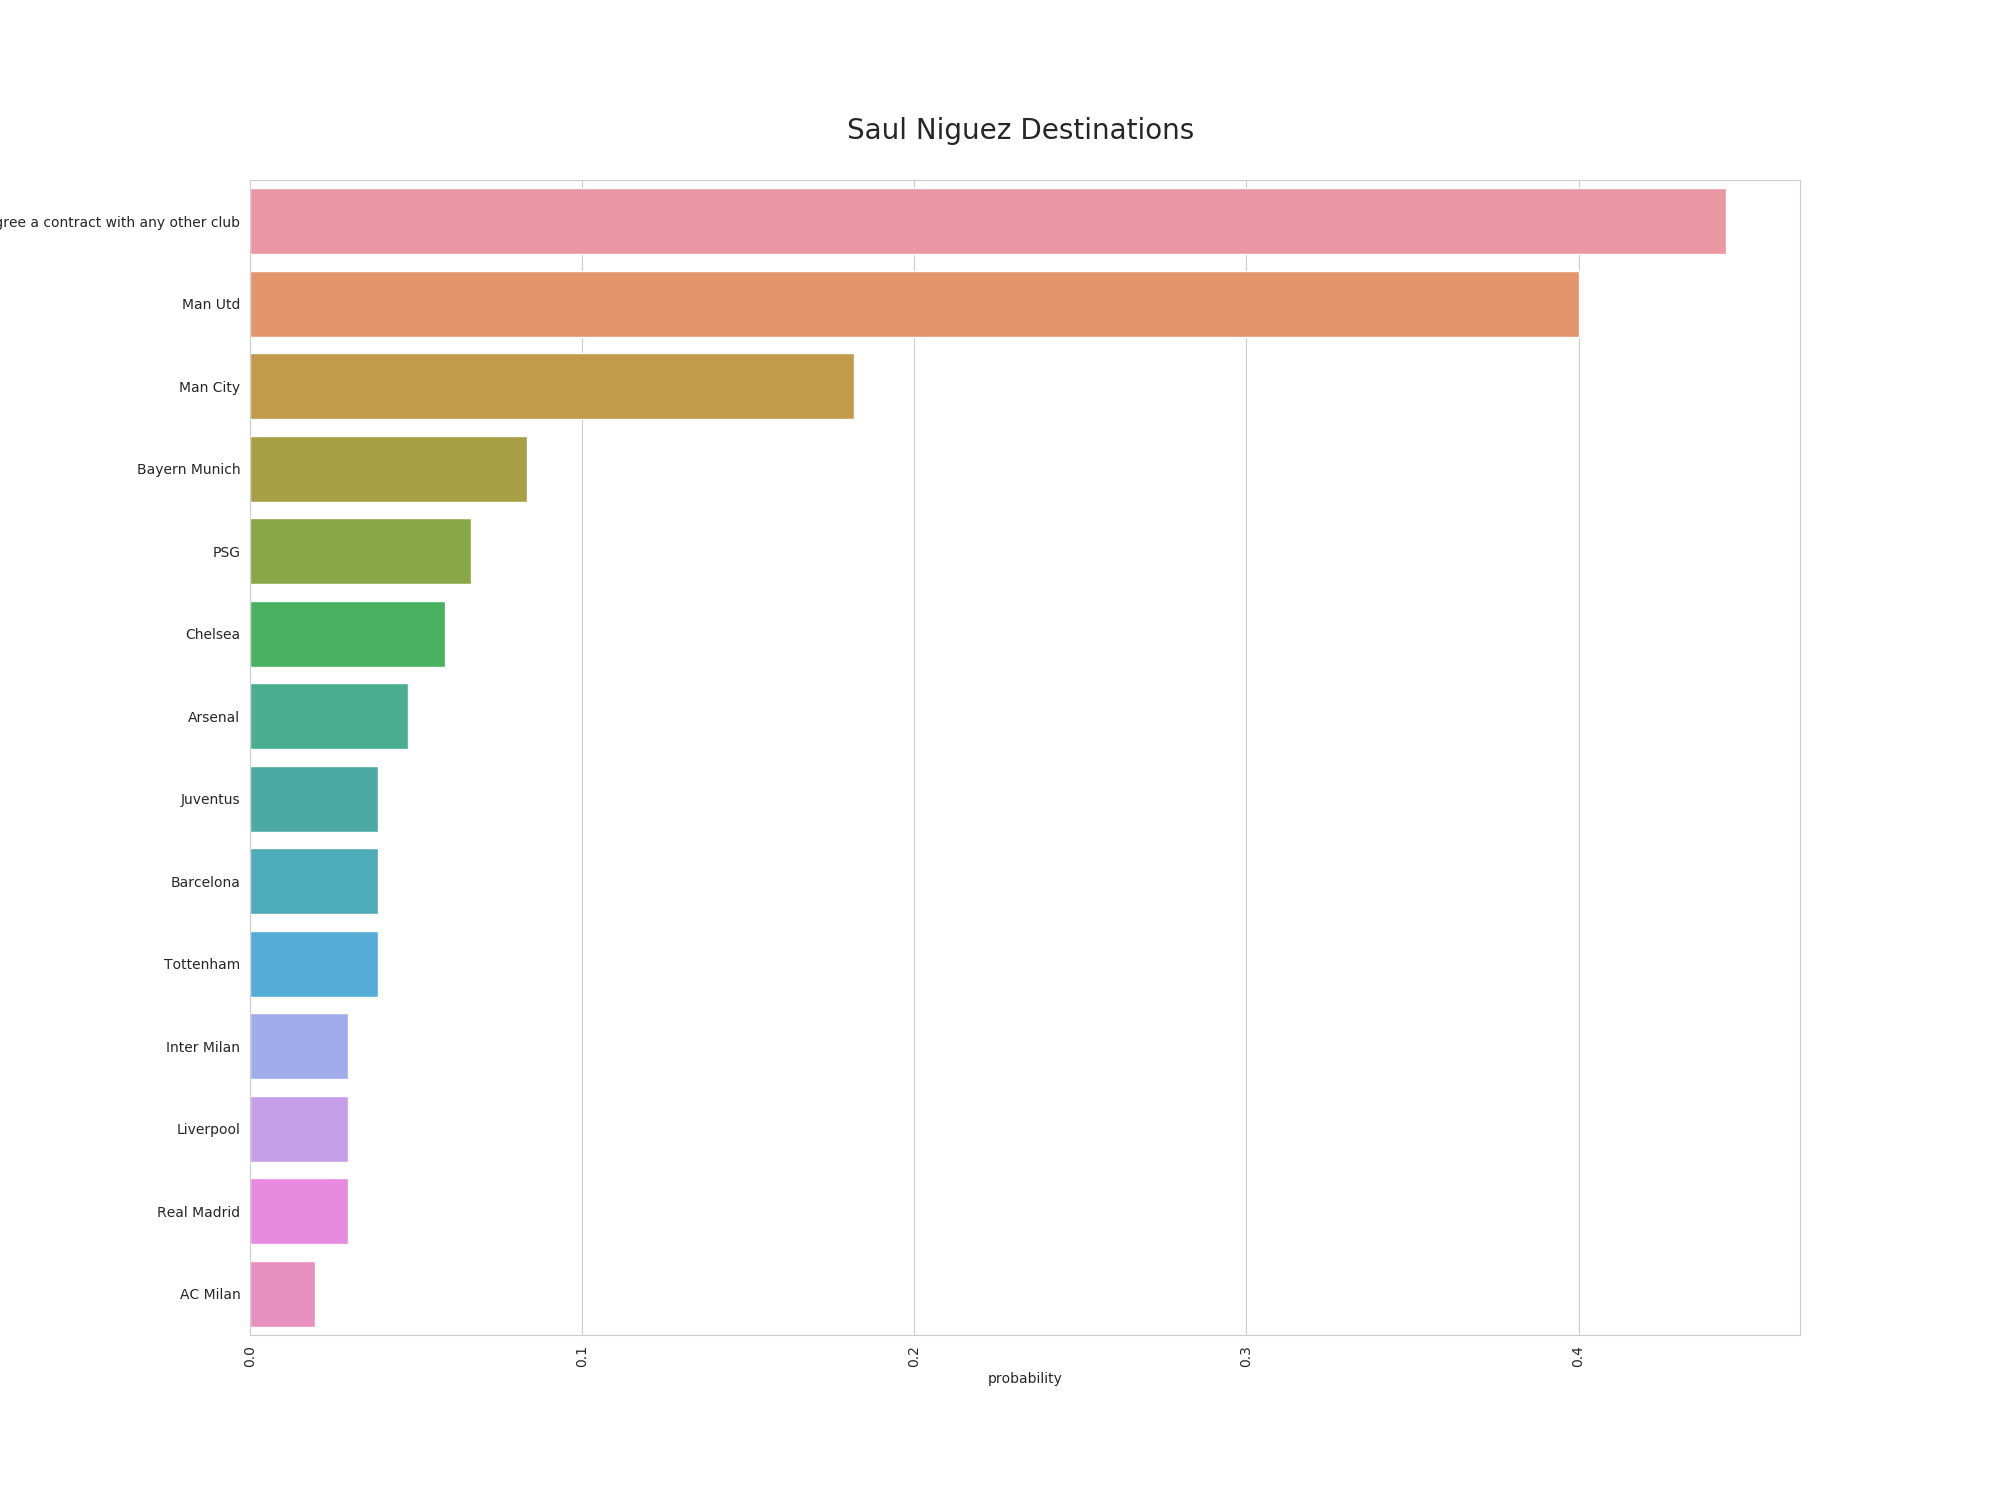 Saul Niguez Destinations
agree a contract with any other club
Man Utd
Man City
Bayern Munich
PSG
Chelsea
Arsenal
Juventus
Barcelona
Tottenham
Inter Milan
Liverpool
Real Madrid
AC Milan
0.0
0.1
0.2
0.3
0.4
probability